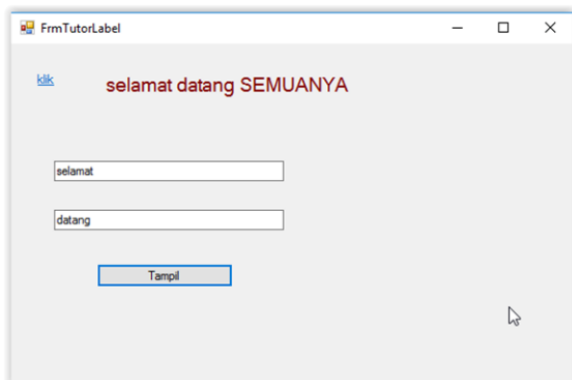 FrmTutorLabel
klik
selamat datang SEMUANYA
selamat
datang
Tampil